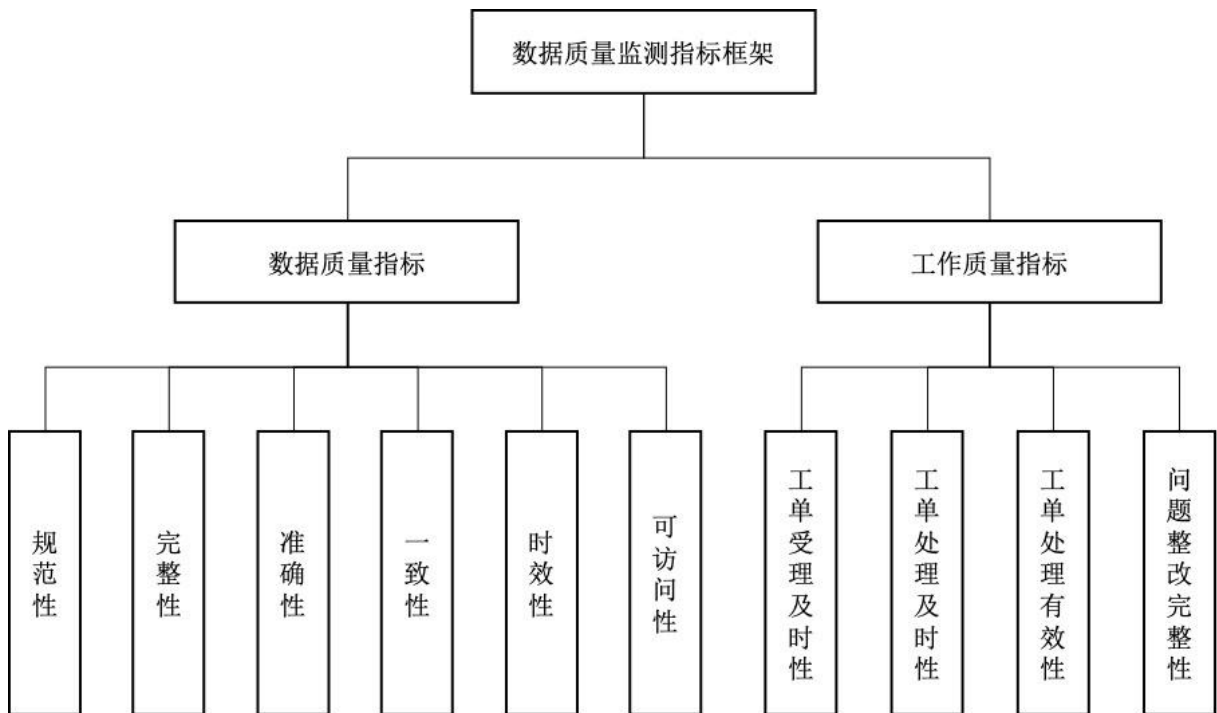 数据质量监测指标框架
数据质量指标
工作质量指标
规范性
完整性
准确性
一致性
时效性
可访问性
工单受理及时性
工单处理及时性
工单处理有效性
问题整改完整性